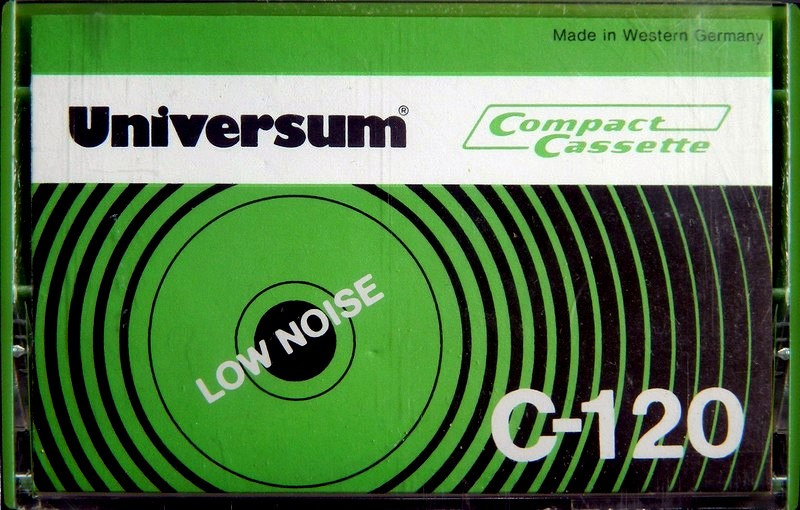 Made in Western Germany
Universum®
Compact
Cassette
LOW NOISE
C-120